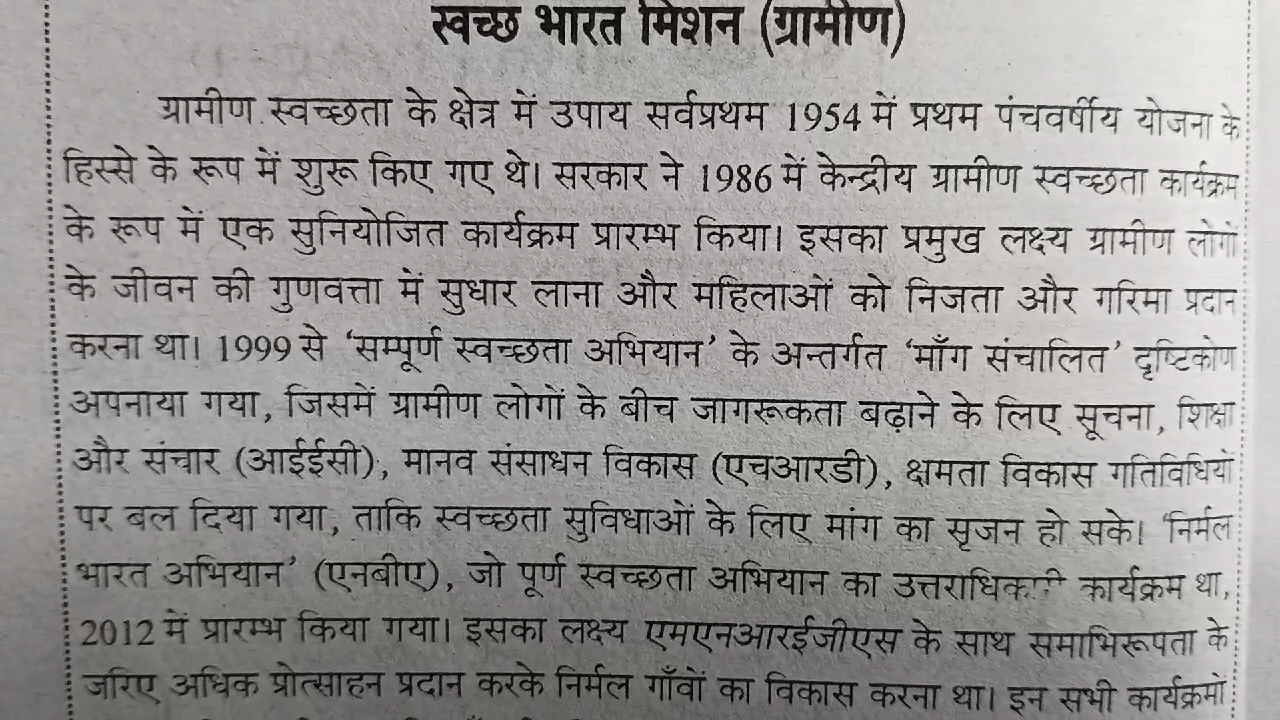 स्वच्छ भारत मिशन (ग्रामीण)
ग्रामीण स्वच्छता के क्षेत्र में उपाय सर्वप्रथम 1954 में प्रथम पंचवर्षीय योजना के
हिस्से के रूप में शुरू किए गए थे। सरकार ने 1986 में केन्द्रीय ग्रामीण स्वच्छता कार्यक्रम
के रूप में एक सुनियोजित कार्यक्रम प्रारम्भ किया। इसका प्रमुख लक्ष्य ग्रामीण लोगों
के जीवन की गुणवत्ता में सुधार लाना और महिलाओं को निजता और गरिमा प्रदान
करना था। 1999 से ‘सम्पूर्ण स्वच्छता अभियान’ के अन्तर्गत ‘माँग संचालित’ दृष्टिकोण
अपनाया गया, जिसमें ग्रामीण लोगों के बीच जागरूकता बढ़ाने के लिए सूचना, शिक्षा
और संचार (आईईसी), मानव संसाधन विकास (एचआरडी), क्षमता विकास गतिविधियों
पर बल दिया गया, ताकि स्वच्छता सुविधाओं के लिए मांग का सृजन हो सके। ‘निर्मल
भारत अभियान’ (एनबीए), जो पूर्ण स्वच्छता अभियान का कार्यक्रम था,
2012 में प्रारम्भ किया गया। इसका लक्ष्य एमएनआरईजीएस के साथ समाभिरूपता के
जरिए अधिक प्रोत्साहन प्रदान करके निर्मल गाँवों का विकास करना था। इन सभी कार्यक्रमों